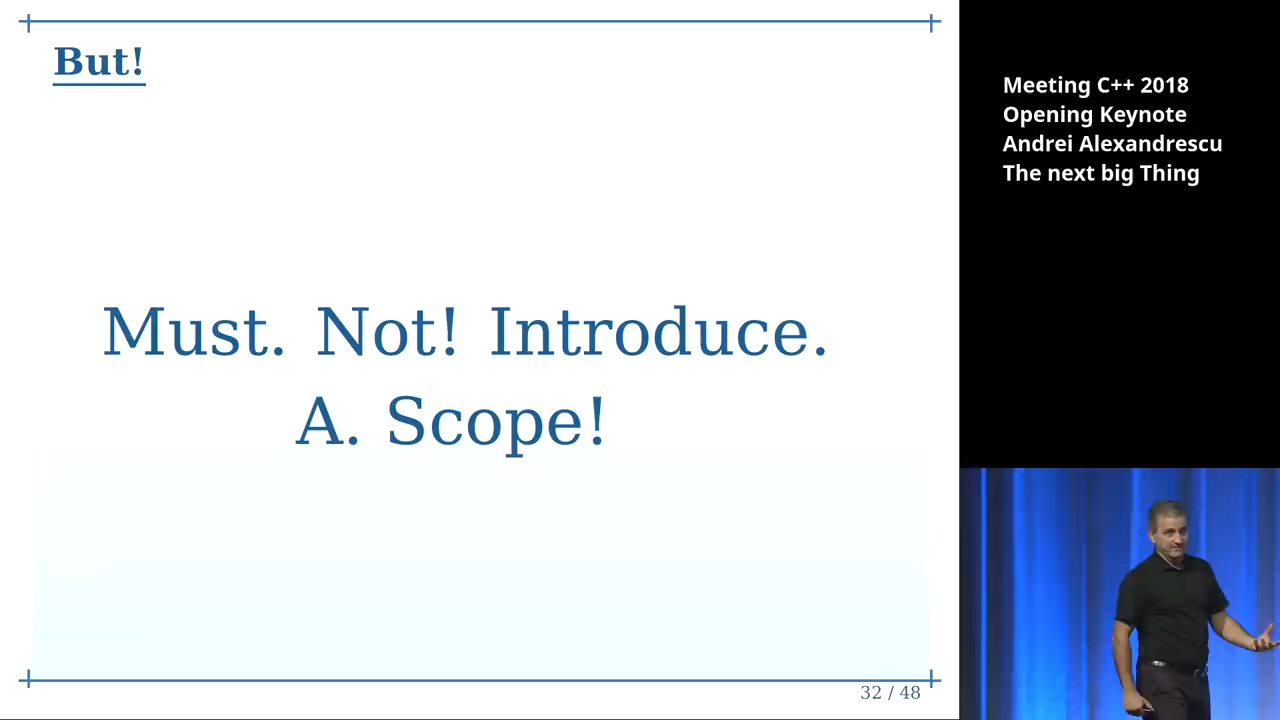 But!
Must. Not! Introduce.
A. Scope!
32 / 48
Meeting C++ 2018
Opening Keynote
Andrei Alexandrescu
The next big Thing